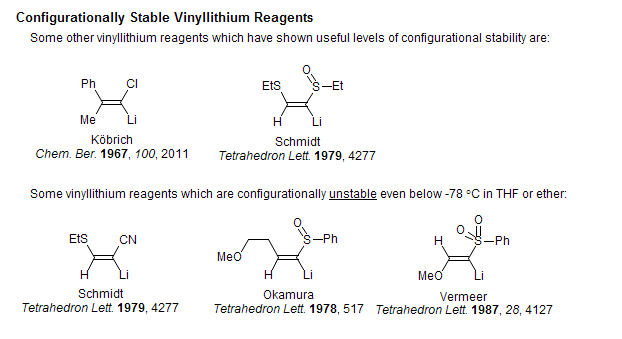 Configurationally Stable Vinyllithium Reagents
Some other vinyllithium reagents which have shown useful levels of configurational stability are:
Ph Cl
Me Li
Köbrich
Chem. Ber. 1967, 100, 2011
O
EtS S–Et
H Li
Schmidt
Tetrahedron Lett. 1979, 4277
Some vinyllithium reagents which are configurationally unstable even below -78 °C in THF or ether:
EtS CN
H Li
Schmidt
Tetrahedron Lett. 1979, 4277
O
S–Ph
MeO
H Li
Okamura
Tetrahedron Lett. 1978, 517
O
O
H S–Ph
MeO Li
Vermeer
Tetrahedron Lett. 1987, 28, 4127